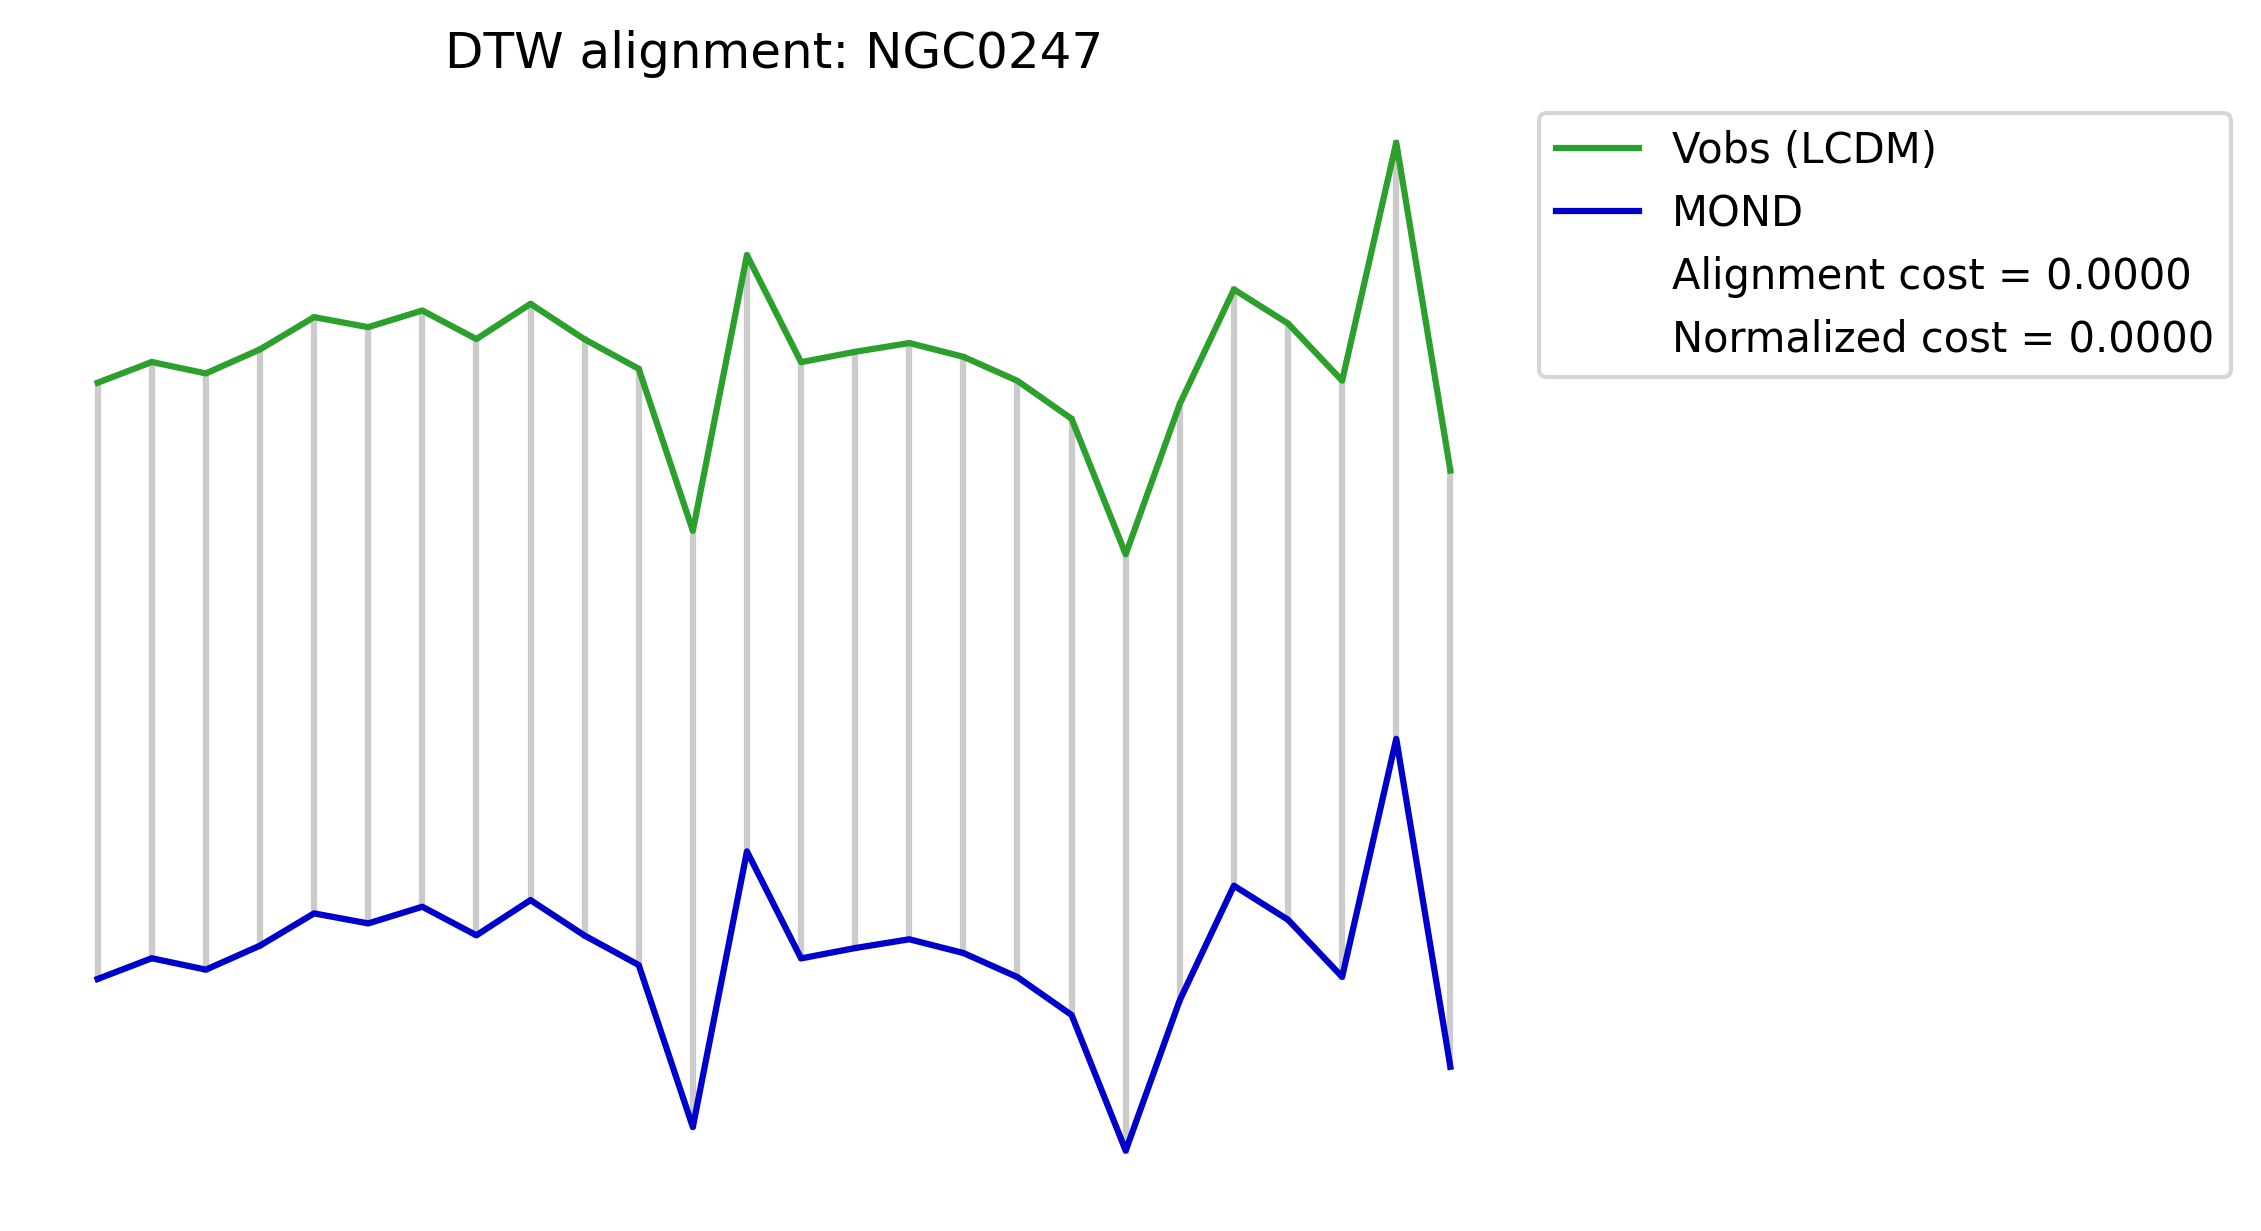 DTW alignment: NGC0247
Vobs (LCDM)
MOND
Alignment cost = 0.0000
Normalized cost = 0.0000